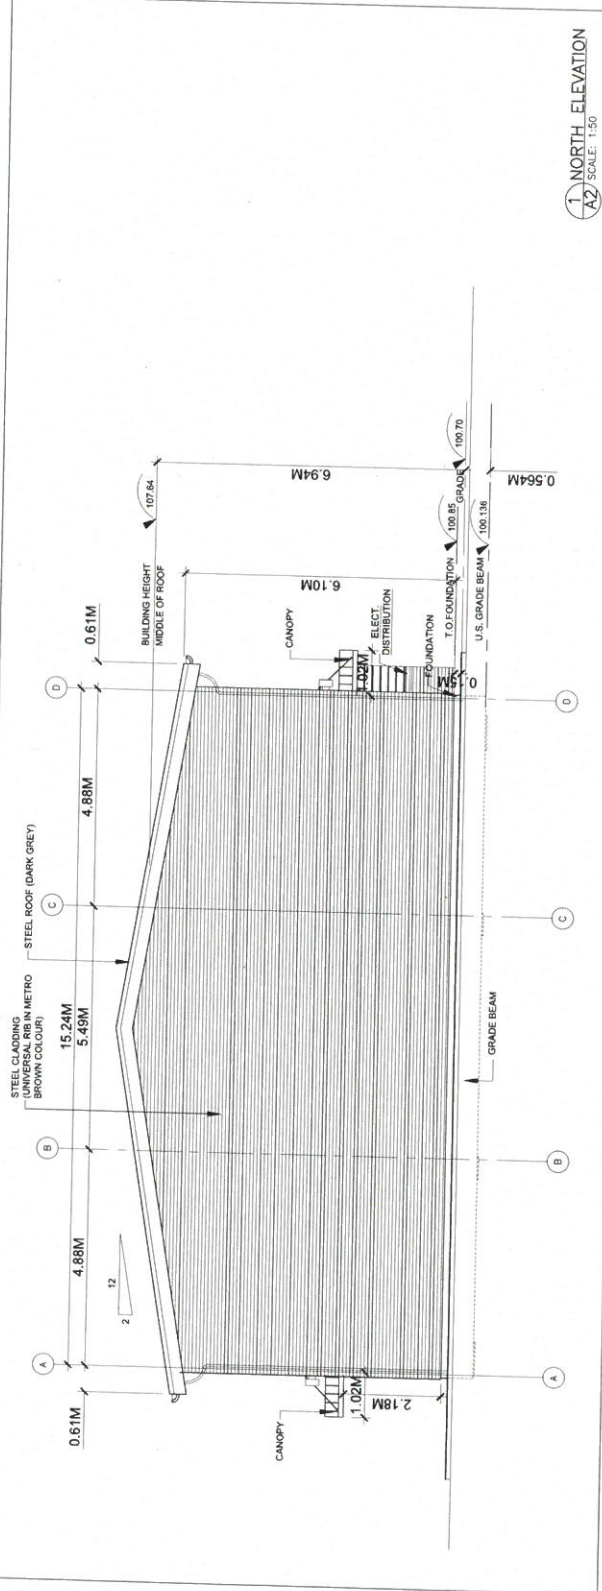 STEEL CLADDING
(UNIVERSAL RIB IN METRO
BROWN COLOUR)
STEEL ROOF (DARK GREY)
A
B
C
D
15.24M
4.88M
5.49M
4.88M
0.61M
0.61M
12
2
BUILDING HEIGHT
MIDDLE OF ROOF
107.64
6.94M
6.10M
CANOPY
CANOPY
1.02M
2.18M
1.02M
ELECT.
DISTRIBUTION
FOUNDATION
0.15M
T.O.FOUNDATION
100.85
GRADE
100.70
U.S. GRADE BEAM
100.136
0.564M
GRADE BEAM
A
B
C
D
1
A2
NORTH ELEVATION
SCALE: 1:50